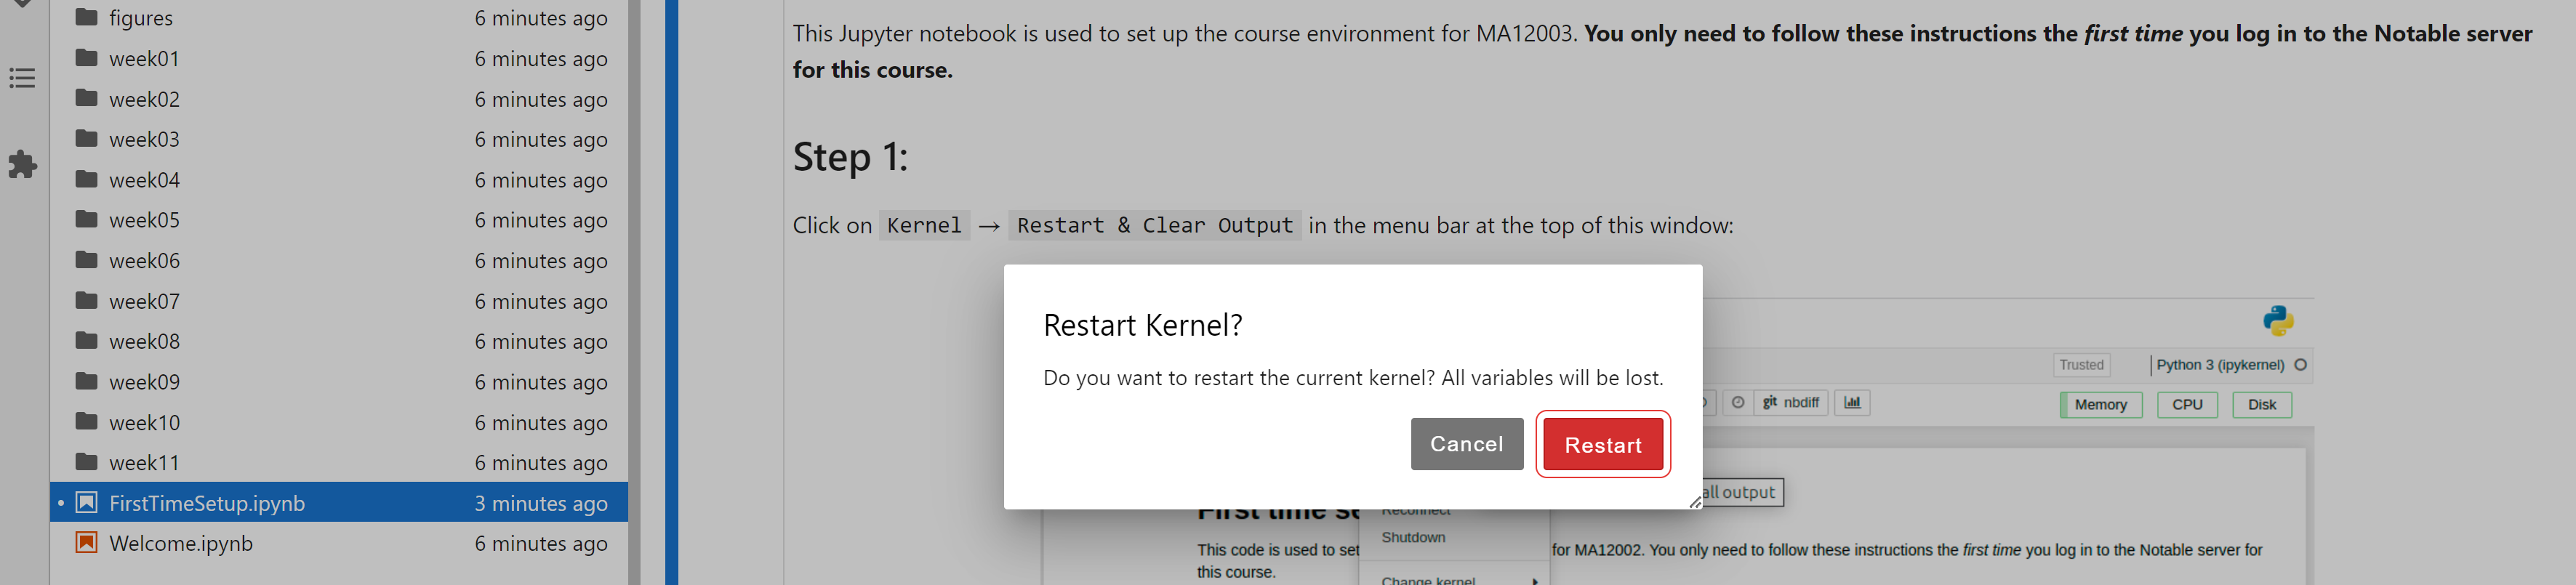 figures 6 minutes ago
week01 6 minutes ago
week02 6 minutes ago
week03 6 minutes ago
week04 6 minutes ago
week05 6 minutes ago
week06 6 minutes ago
week07 6 minutes ago
week08 6 minutes ago
week09 6 minutes ago
week10 6 minutes ago
week11 6 minutes ago
FirstTimeSetup.ipynb 3 minutes ago
Welcome.ipynb 6 minutes ago
This Jupyter notebook is used to set up the course environment for MA12003. You only need to follow these instructions the first time you log in to the Notable server
for this course.
Step 1:
Click on Kernel → Restart & Clear Output in the menu bar at the top of this window:
Restart Kernel?
Do you want to restart the current kernel? All variables will be lost.
Cancel Restart
Trusted Python 3 (ipykernel)
git nbdiff
Memory CPU Disk
all output
First time
Reconnect
Shutdown
This code is used to set for MA12002. You only need to follow these instructions the first time you log in to the Notable server for
this course.
Change kernel